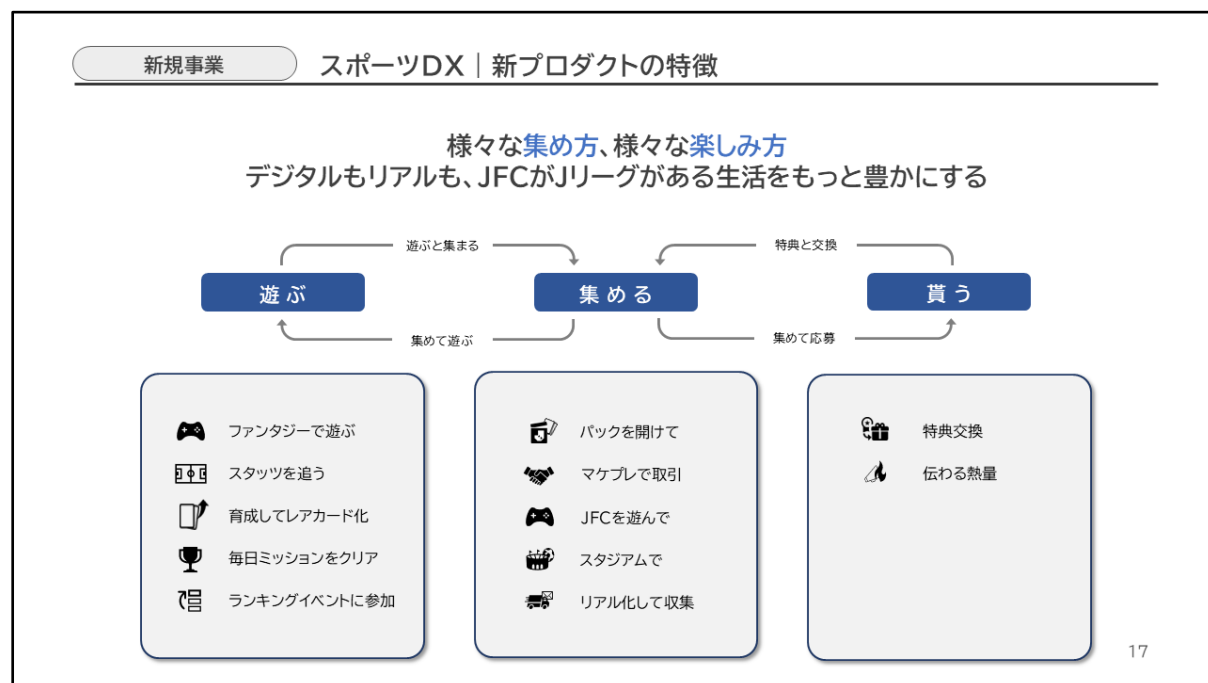 新規事業
スポーツDX｜新プロダクトの特徴
様々な集め方、様々な楽しみ方
デジタルもリアルも、JFCがJリーグがある生活をもっと豊かにする
遊ぶと集まる
特典と交換
遊ぶ
集める
貰う
集めて遊ぶ
集めて応募
ファンタジーで遊ぶ
スタッツを追う
育成してレアカード化
毎日ミッションをクリア
ランキングイベントに参加
パックを開けて
マケプレで取引
JFCを遊んで
スタジアムで
リアル化して収集
特典交換
伝わる熱量
17